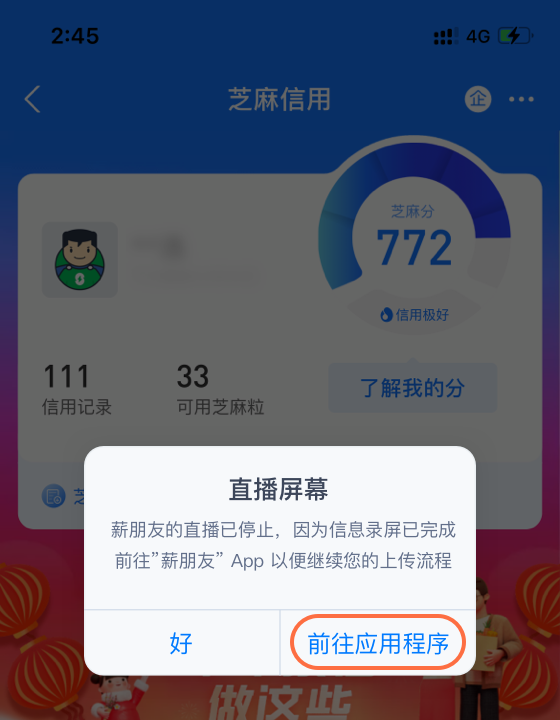 2:45
4G
芝麻信用
企
芝麻分
772
信用极好
111
33
信用记录
可用芝麻粒
了解我的分
直播屏幕
薪朋友的直播已停止，因为信息录屏已完成
前往”薪朋友” App 以便继续您的上传流程
好
前往应用程序
做这些